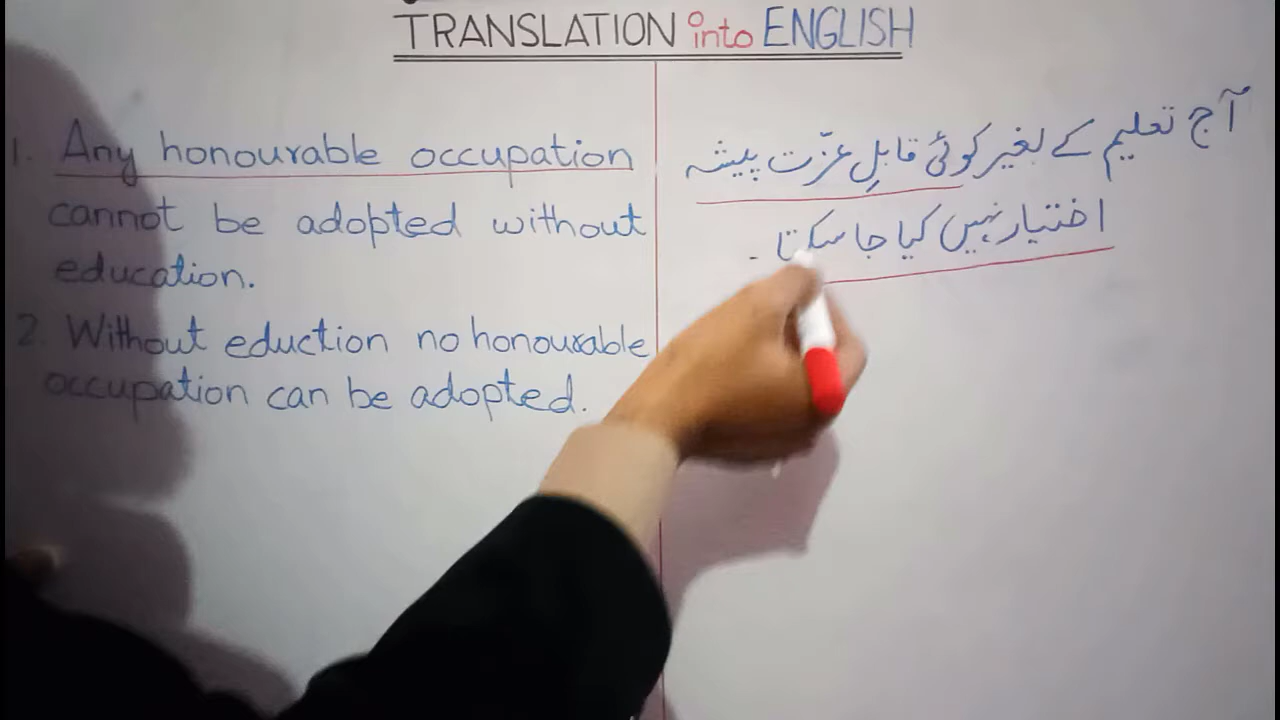 TRANSLATION into ENGLISH
1. Any honourable occupation
cannot be adopted without
education.
2. Without eduction no honourable
occupation can be adopted.
آج تعلیم کے بغیر کوئی قابلِ عزّت پیشہ
اختیار نہیں کیا جا سکتا ۔